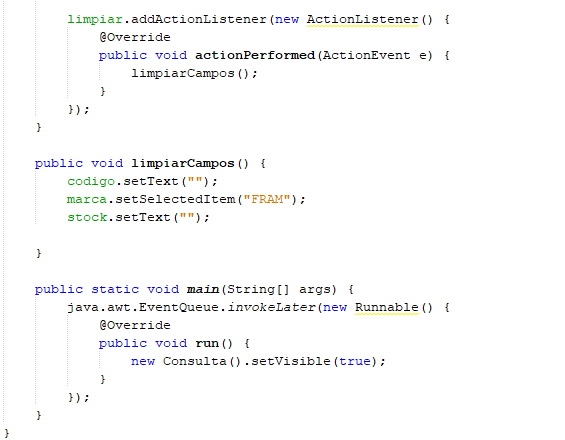 limpiar.addActionListener(new ActionListener() {
@Override
public void actionPerformed(ActionEvent e) {
limpiarCampos();
}
});
}
public void limpiarCampos() {
codigo.setText("");
marca.setSelectedItem("FRAM");
stock.setText("");
}
public static void main(String[] args) {
java.awt.EventQueue.invokeLater(new Runnable() {
@Override
public void run() {
new Consulta().setVisible(true);
}
});
}
}